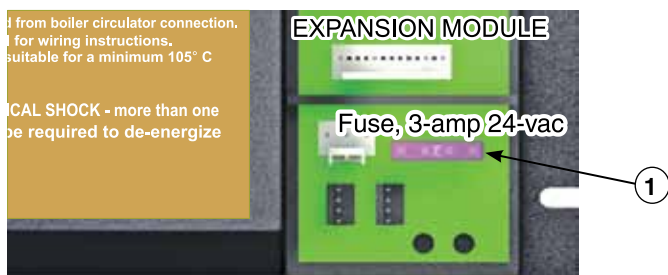 d from boiler circulator connection.
l for wiring instructions.
suitable for a minimum 105° C
ICAL SHOCK - more than one
be required to de-energize
EXPANSION MODULE
Fuse, 3-amp 24-vac
1